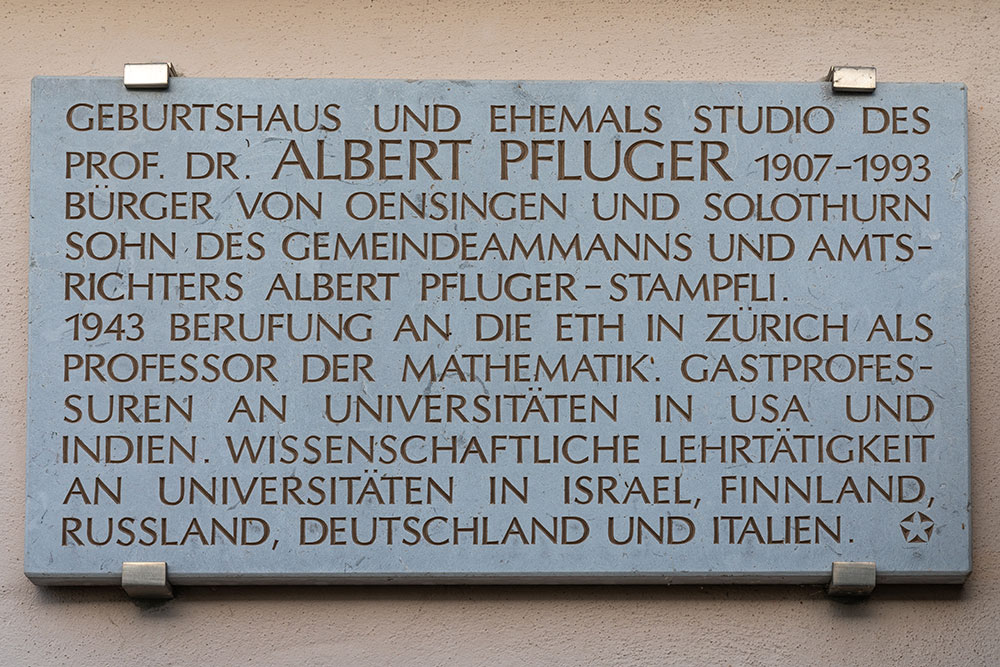 GEBURTSHAUS UND EHEMALS STUDIO DES
PROF. DR. ALBERT PFLUGER 1907–1993
BÜRGER VON OENSINGEN UND SOLOTHURN
SOHN DES GEMEINDEAMMANNS UND AMTS-
RICHTERS ALBERT PFLUGER – STAMPFLI.
1943 BERUFUNG AN DIE ETH IN ZÜRICH ALS
PROFESSOR DER MATHEMATIK. GASTPROFES-
SUREN AN UNIVERSITÄTEN IN USA UND
INDIEN. WISSENSCHAFTLICHE LEHRTÄTIGKEIT
AN UNIVERSITÄTEN IN ISRAEL, FINNLAND,
RUSSLAND, DEUTSCHLAND UND ITALIEN.